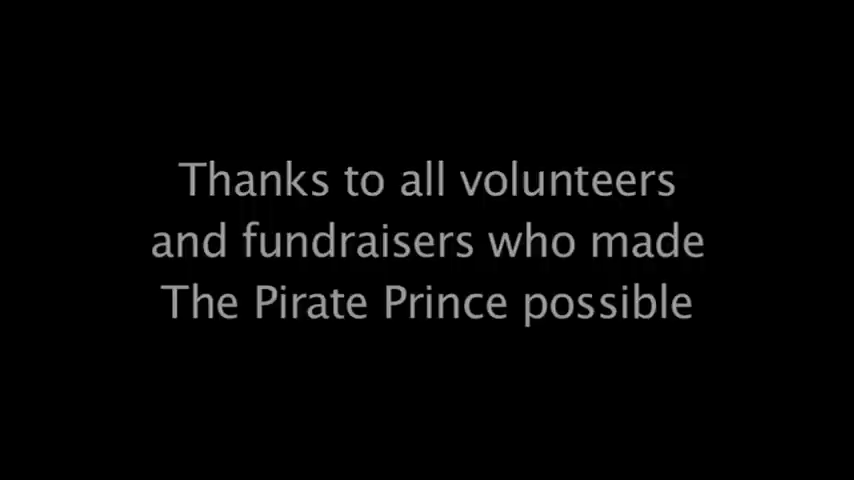 Thanks to all volunteers
and fundraisers who made
The Pirate Prince possible